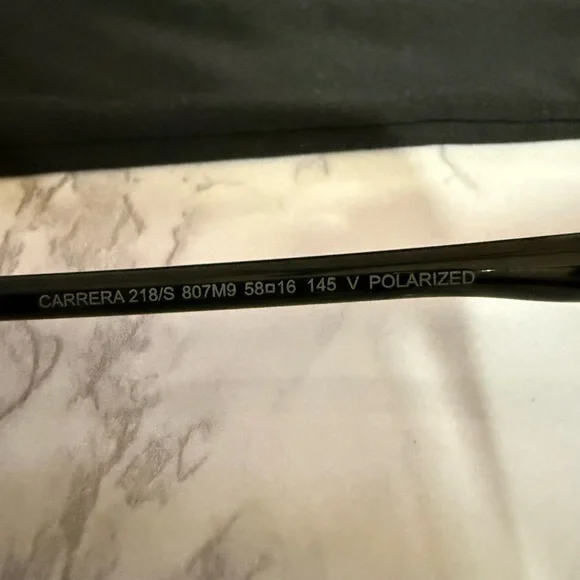 CARRERA 218/S 807M9 58□16 145 V POLARIZED